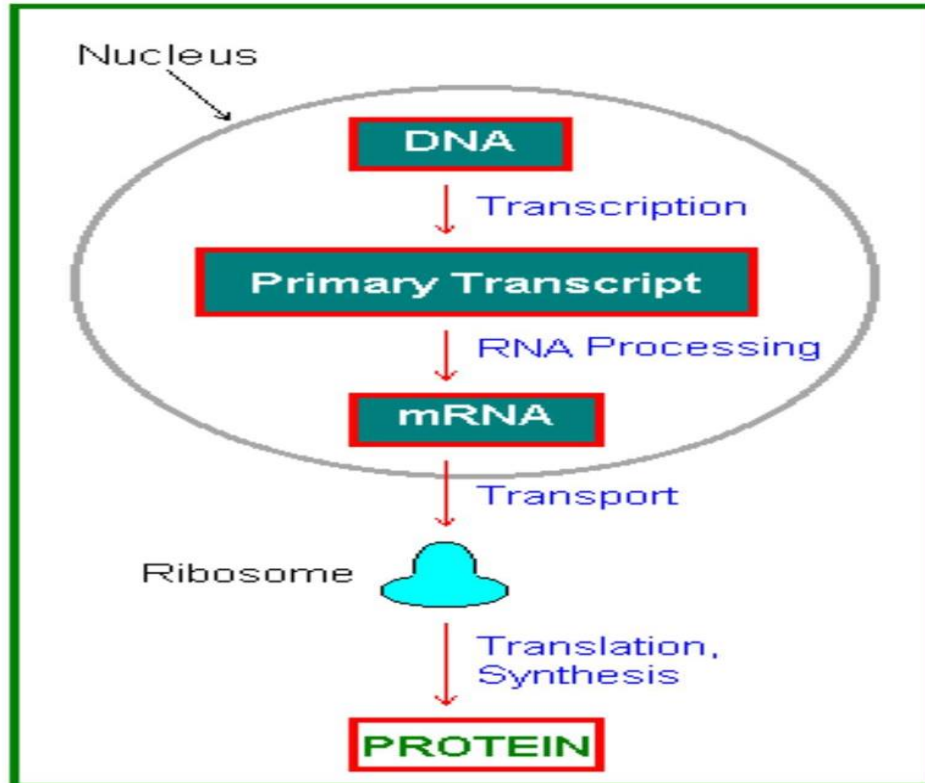 Nucleus
DNA
Transcription
Primary Transcript
RNA Processing
mRNA
Transport
Ribosome
Translation,
Synthesis
PROTEIN